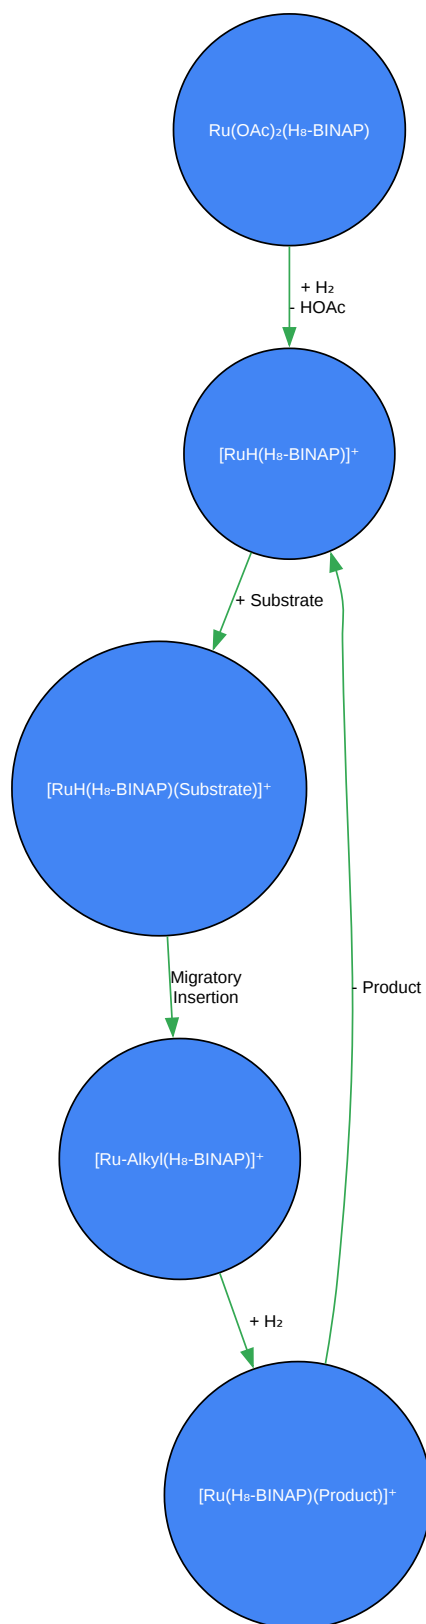 Ru(OAc)₂(H₈-BINAP)
+ H₂
- HOAc
[RuH(H₈-BINAP)]⁺
+ Substrate
[RuH(H₈-BINAP)(Substrate)]⁺
Migratory
Insertion
- Product
[Ru-Alkyl(H₈-BINAP)]⁺
+ H₂
[Ru(H₈-BINAP)(Product)]⁺